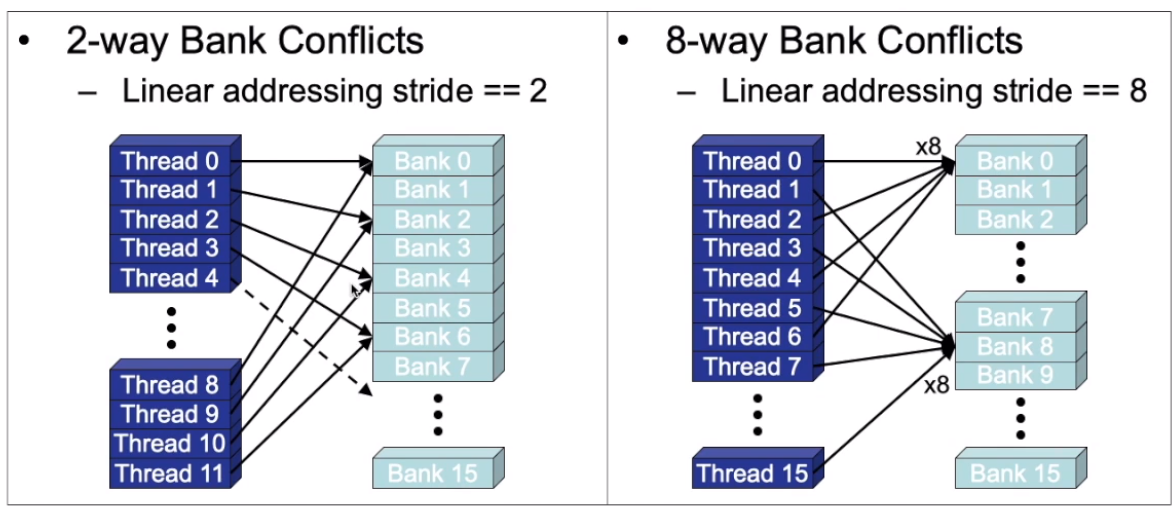 • 2-way Bank Conflicts
– Linear addressing stride == 2
Thread 0
Thread 1
Thread 2
Thread 3
Thread 4
Thread 8
Thread 9
Thread 10
Thread 11
Bank 0
Bank 1
Bank 2
Bank 3
Bank 4
Bank 5
Bank 6
Bank 7
Bank 15
• 8-way Bank Conflicts
– Linear addressing stride == 8
Thread 0
Thread 1
Thread 2
Thread 3
Thread 4
Thread 5
Thread 6
Thread 7
Thread 15
x8
Bank 0
Bank 1
Bank 2
Bank 7
Bank 8
Bank 9
x8
Bank 15